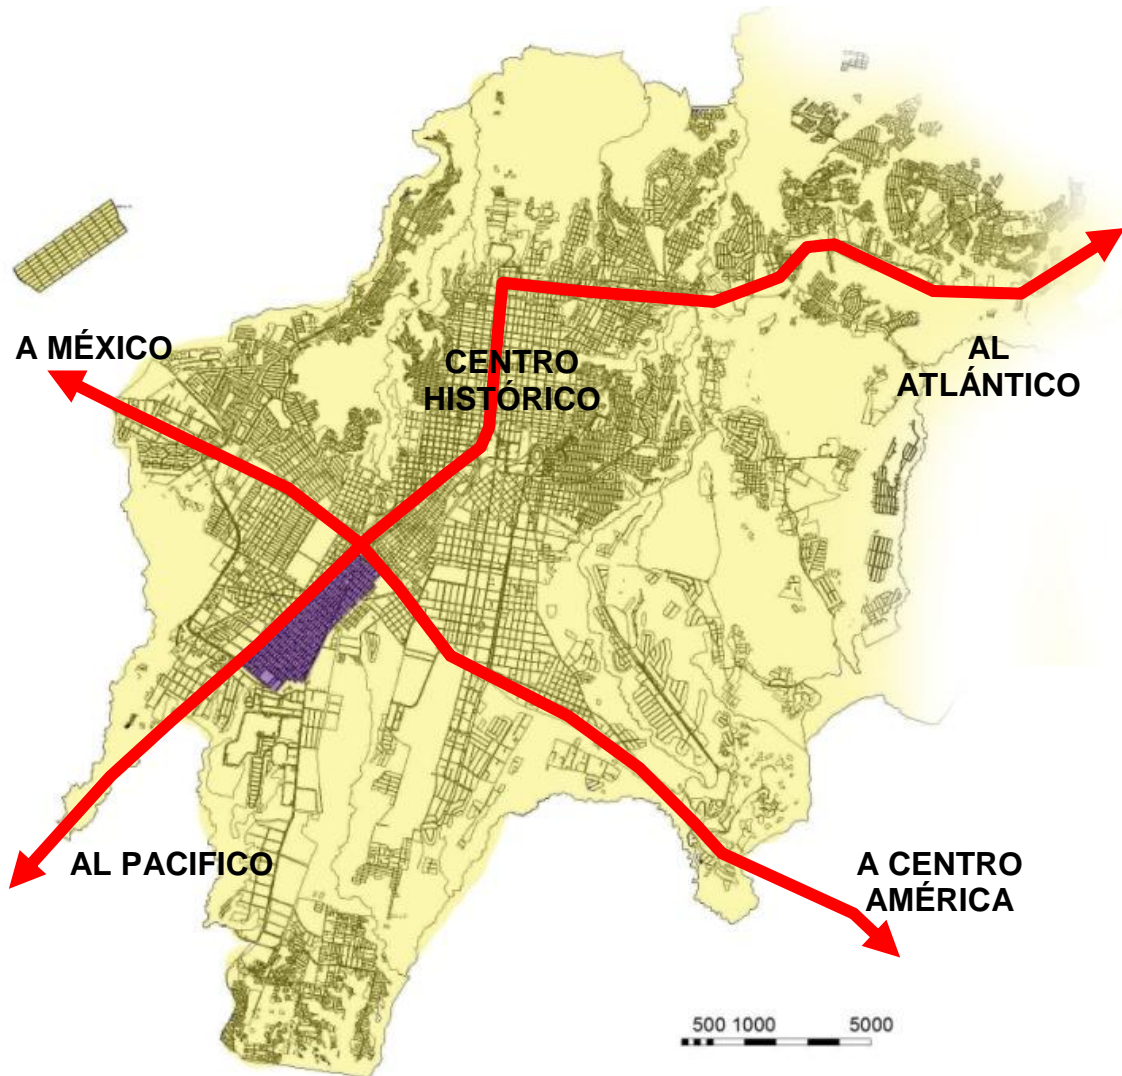 A MÉXICO
CENTRO
HISTÓRICO
AL
ATLÁNTICO
AL PACIFICO
A CENTRO
AMÉRICA
500 1000 5000